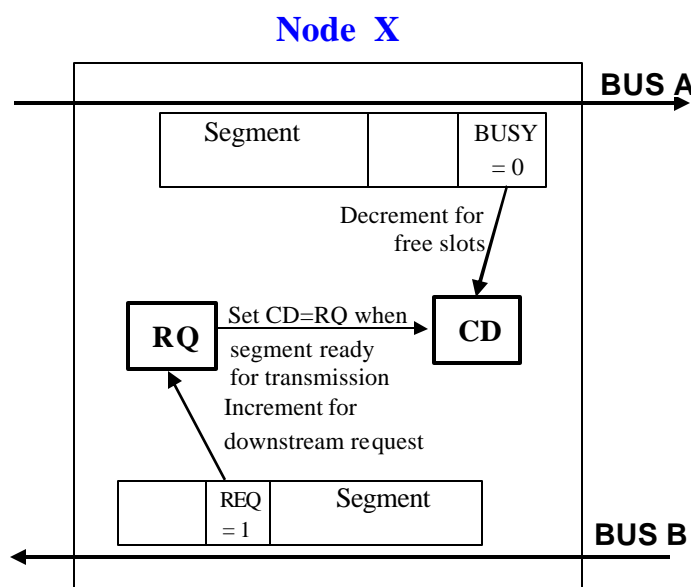 Node X
BUS A
Segment
BUSY
= 0
Decrement for
free slots
RQ
Set CD=RQ when
CD
segment ready
for transmission
Increment for
downstream request
REQ
= 1
Segment
BUS B